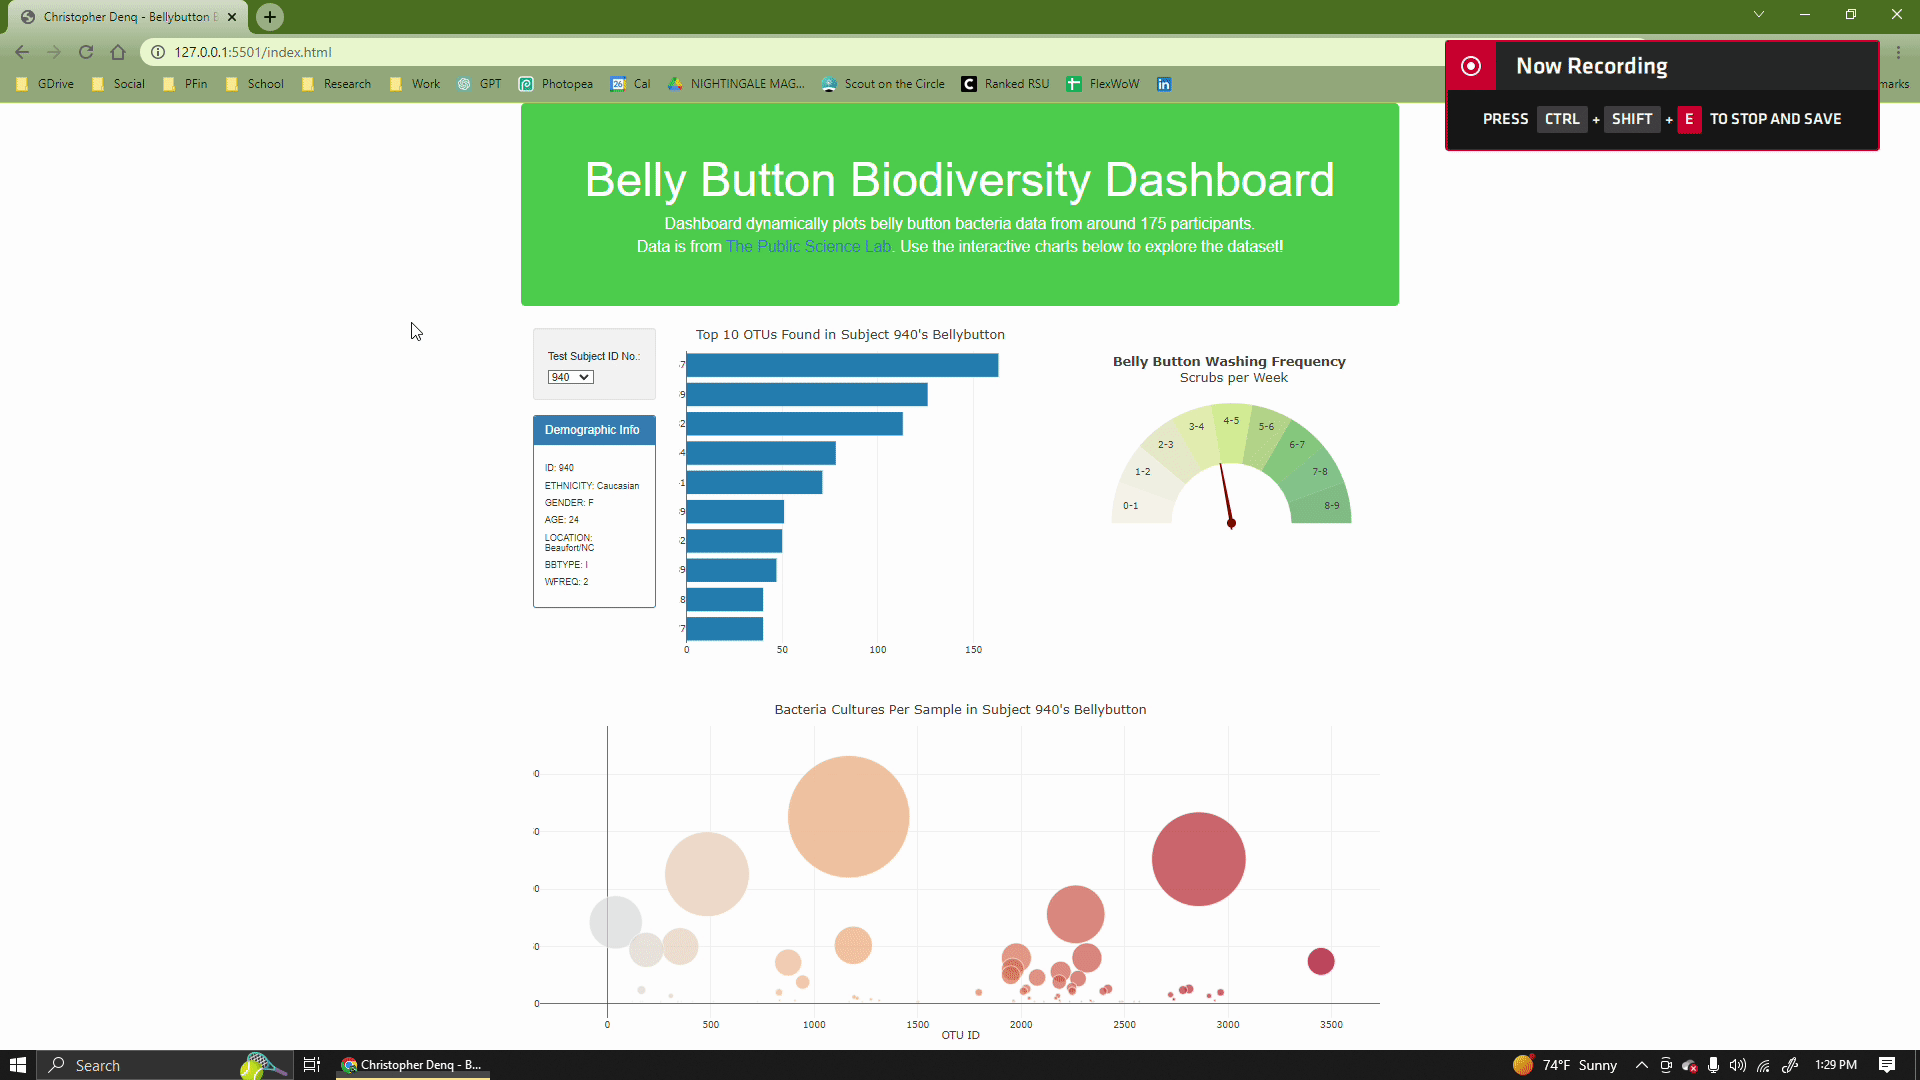 Christopher Denq - Bellybutton B
127.0.0.1:5501/index.html
GDrive Social PFin School Research Work GPT Photopea Cal NIGHTINGALE MAG... Scout on the Circle Ranked RSU FlexWoW marks
Now Recording
PRESS CTRL + SHIFT + E TO STOP AND SAVE
Belly Button Biodiversity Dashboard
Dashboard dynamically plots belly button bacteria data from around 175 participants.
Data is from The Public Science Lab. Use the interactive charts below to explore the dataset!
Test Subject ID No.:
940
Demographic Info
ID: 940
ETHNICITY: Caucasian
GENDER: F
AGE: 24
LOCATION:
Beaufort/NC
BBTYPE: I
WFREQ: 2
Top 10 OTUs Found in Subject 940's Bellybutton
7
9
2
4
1
9
2
9
8
7
0 50 100 150
Belly Button Washing Frequency
Scrubs per Week
0-1 1-2 2-3 3-4 4-5 5-6 6-7 7-8 8-9
Bacteria Cultures Per Sample in Subject 940's Bellybutton
0
0
0
0
0
0 500 1000 1500 2000 2500 3000 3500
OTU ID
Search
Christopher Denq - B...
74°F Sunny
1:29 PM